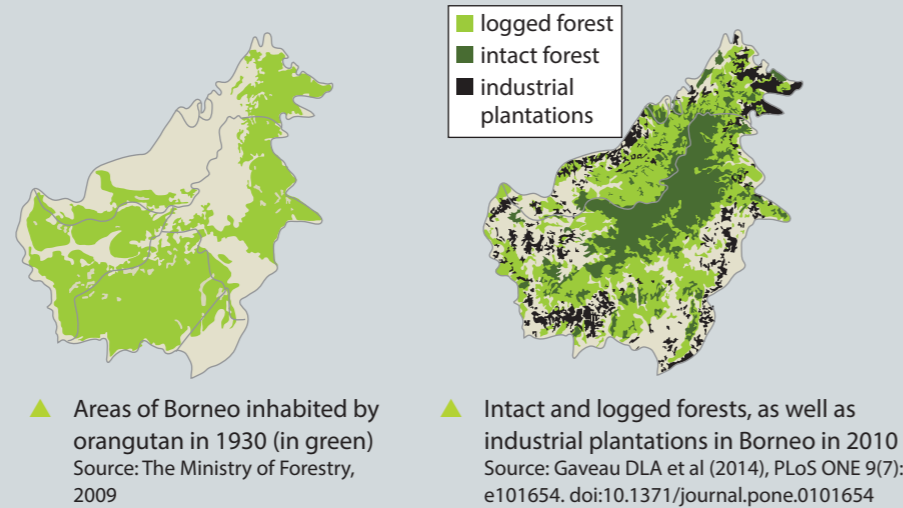 logged forest
intact forest
industrial
plantations
Areas of Borneo inhabited by
orangutan in 1930 (in green)
Source: The Ministry of Forestry,
2009
Intact and logged forests, as well as
industrial plantations in Borneo in 2010
Source: Gaveau DLA et al (2014), PLoS ONE 9(7):
e101654. doi:10.1371/journal.pone.0101654